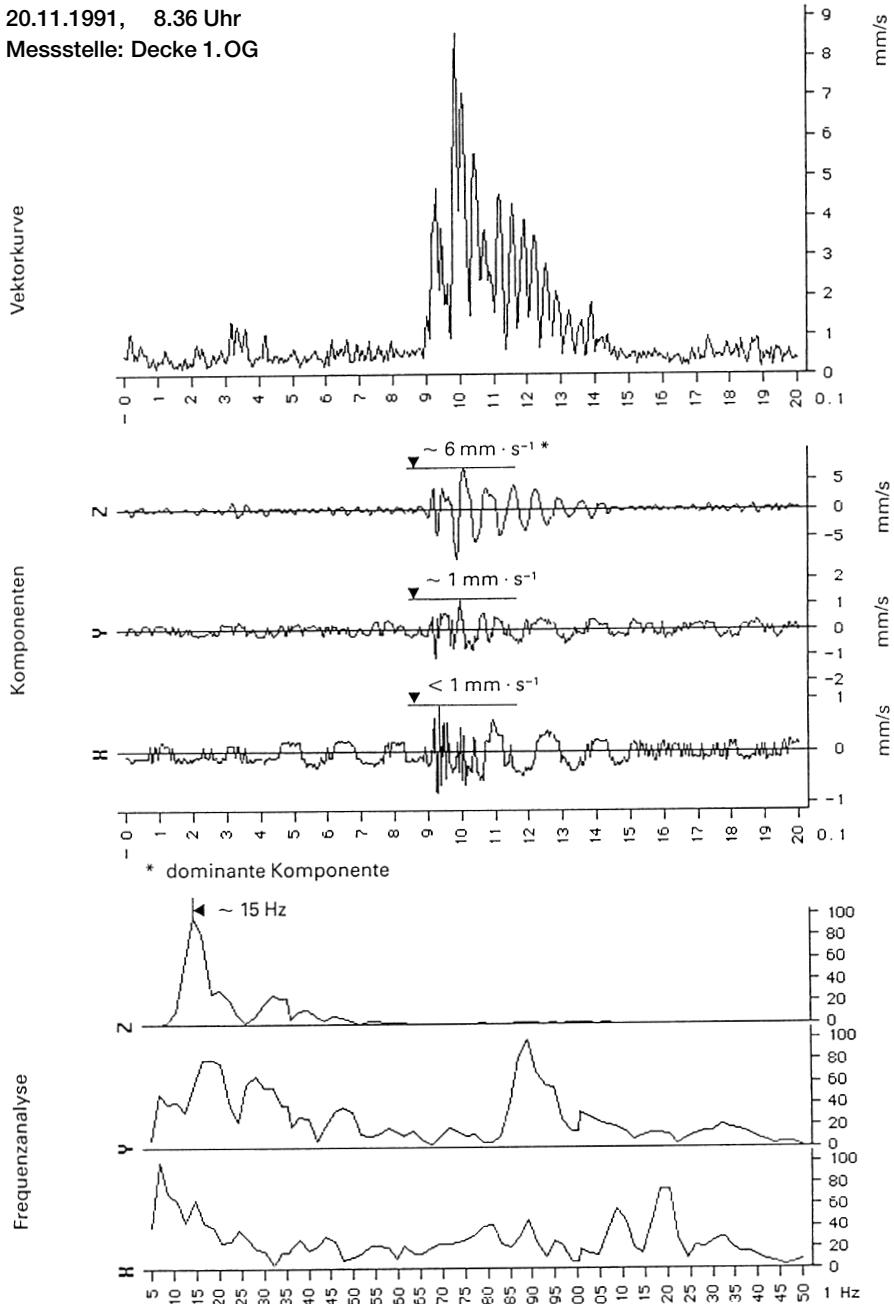 20.11.1991, 8.36 Uhr
Messstelle: Decke 1.OG
mm/s
Vektorkurve
9
8
7
6
5
4
3
2
1
0
-0 1 2 3 4 5 6 7 8 9 10 11 12 13 14 15 16 17 18 19 20 0.1
Komponenten
~ 6 mm · s⁻¹ *
Z
5
0
-5
mm/s
~ 1 mm · s⁻¹
Y
2
1
0
-1
-2
mm/s
< 1 mm · s⁻¹
X
1
0
-1
mm/s
-0 1 2 3 4 5 6 7 8 9 10 11 12 13 14 15 16 17 18 19 20 0.1
* dominante Komponente
Frequenzanalyse
~ 15 Hz
Z
100
80
60
40
20
0
Y
100
80
60
40
20
0
X
100
80
60
40
20
0
5 10 15 20 25 30 35 40 45 50 55 60 65 70 75 80 85 90 95 00 05 10 15 20 25 30 35 40 45 50 1 Hz